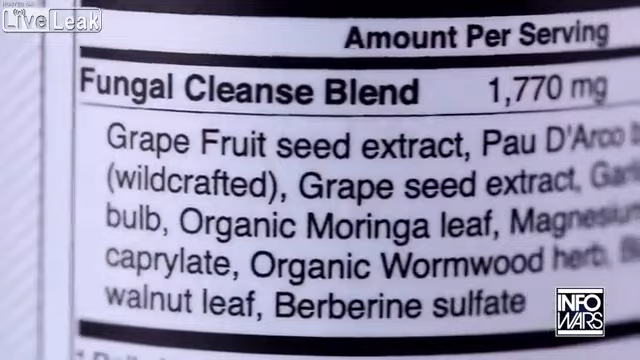 LiveLeak
Amount Per Serving
Fungal Cleanse Blend 1,770 mg
Grape Fruit seed extract, Pau D'Arco
(wildcrafted), Grape seed extract,
bulb, Organic Moringa leaf,
caprylate, Organic Wormwood herb,
walnut leaf, Berberine sulfate
INFO
WARS